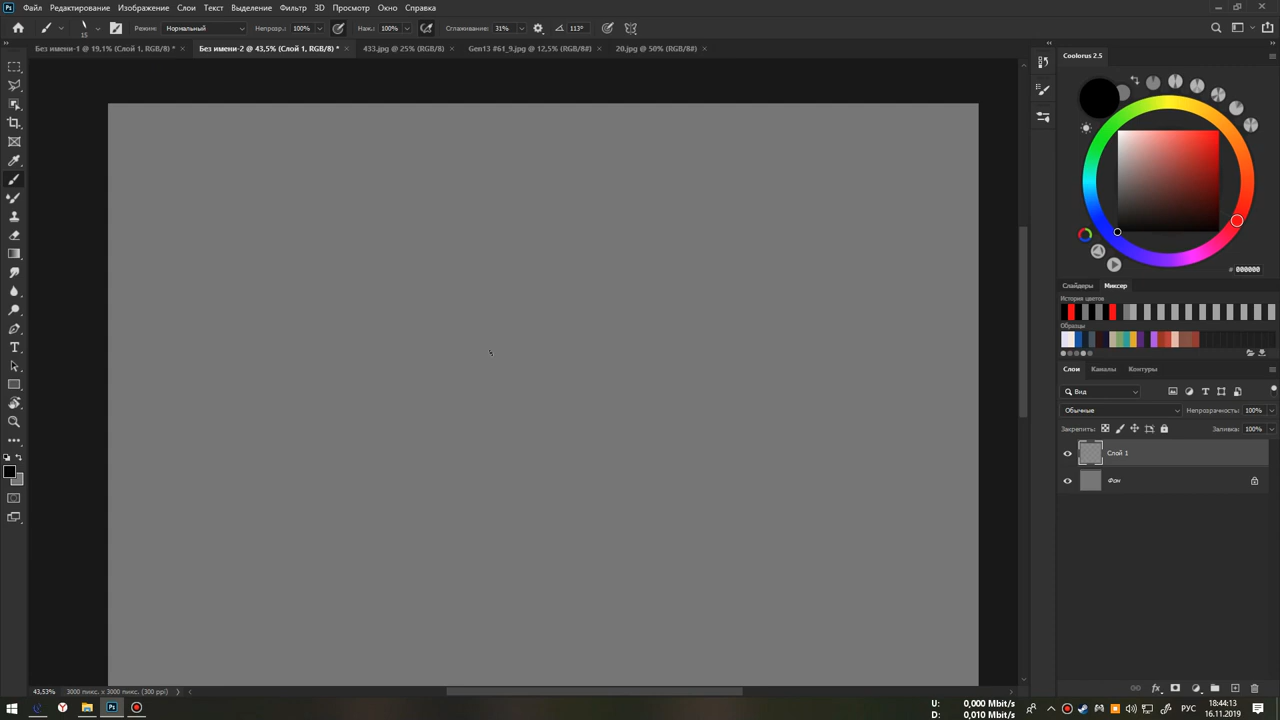 Ps Файл Редактирование Изображение Слои Текст Выделение Фильтр 3D Просмотр Окно Справка
15 Режим: Нормальный Непрозр.: 100% Наж.: 100% Сглаживание: 31% 113°
Без имени-1 @ 19,1% (Слой 1, RGB/8) * × Без имени-2 @ 43,5% (Слой 1, RGB/8) * × 433.jpg @ 25% (RGB/8) × Gen13 #61_9.jpg @ 12,5% (RGB/8#) × 20.jpg @ 50% (RGB/8#) ×
Coolorus 2.5
# 000000
Слайдеры Миксер
История цветов
Образцы
Слои Каналы Контуры
Вид
Обычные Непрозрачность: 100%
Закрепить: Заливка: 100%
Слой 1
Фон
fx
43,53% 3000 пикс. x 3000 пикс. (300 ppi)
Ps
U: 0,000 Mbit/s
D: 0,010 Mbit/s
РУС
18:44:13
16.11.2019